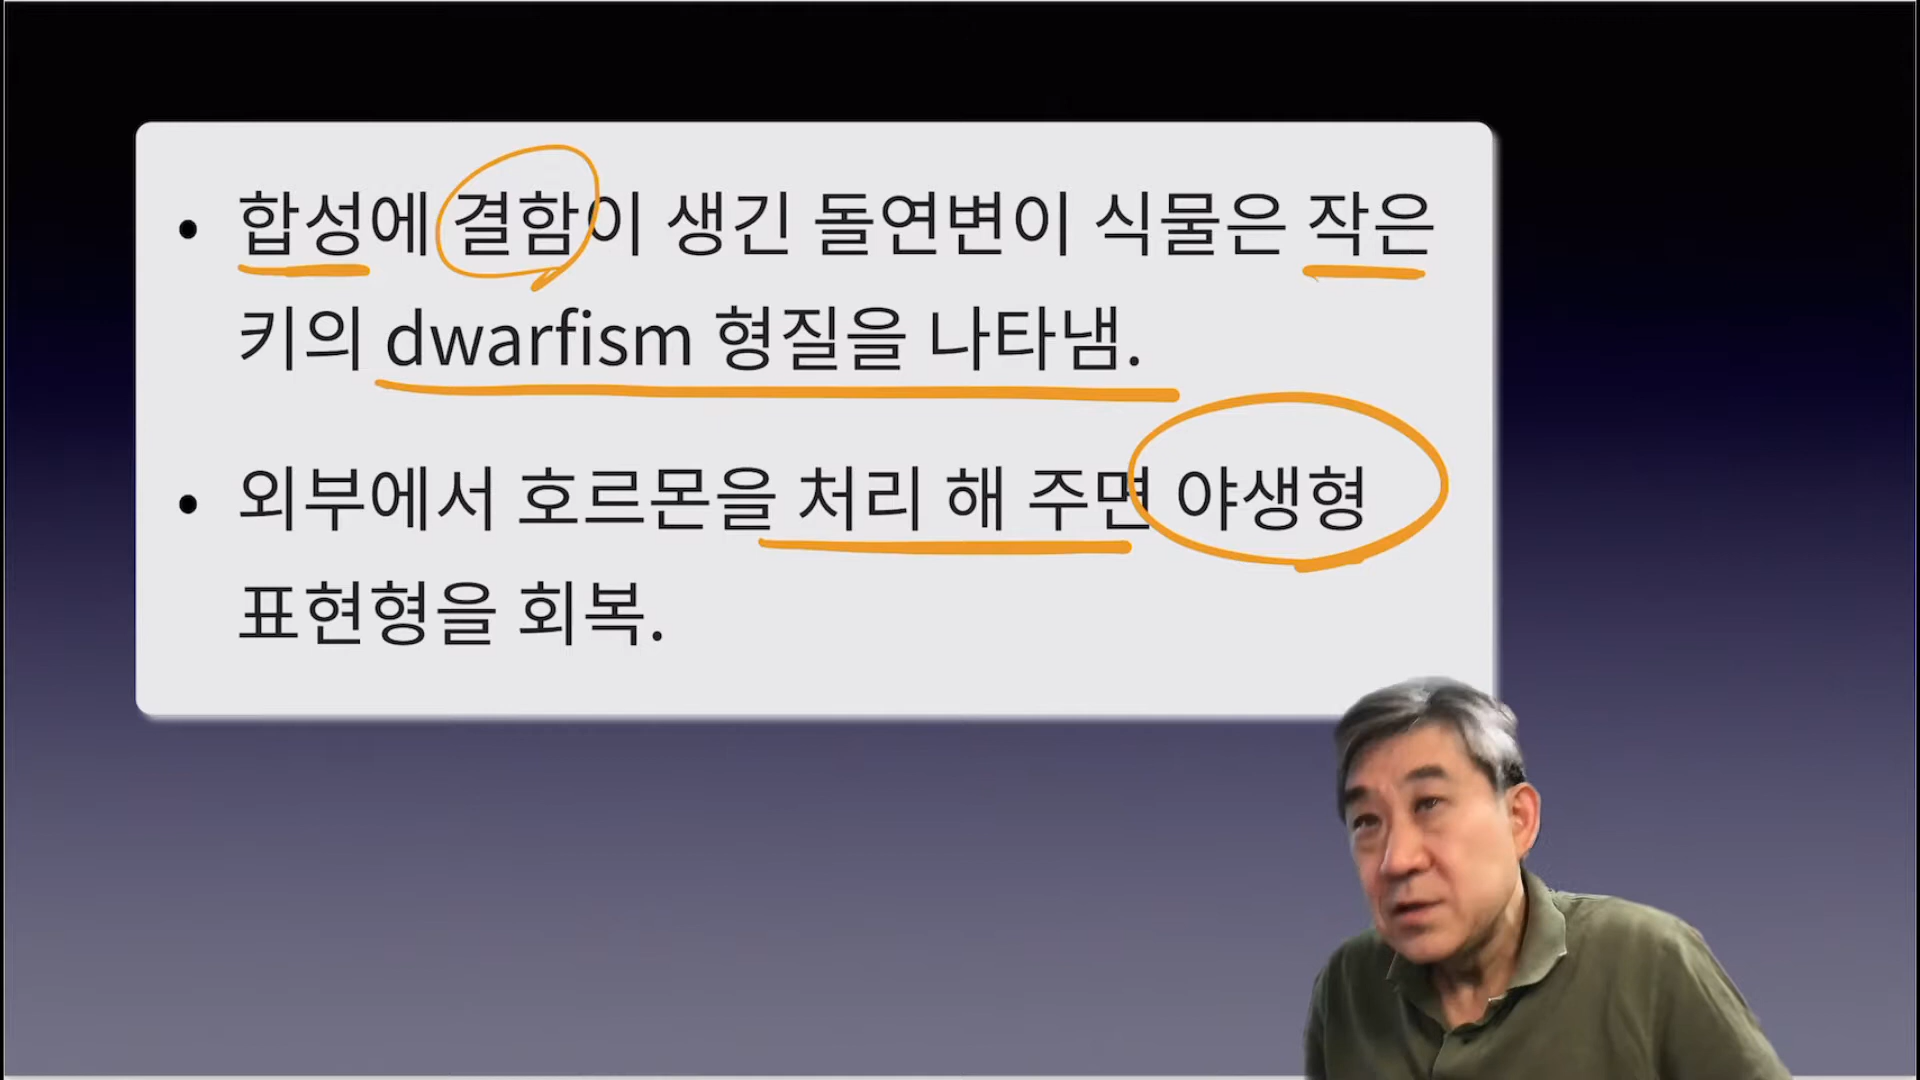 • 합성에 결함이 생긴 돌연변이 식물은 작은
키의 dwarfism 형질을 나타냄.
• 외부에서 호르몬을 처리 해 주면 야생형
표현형을 회복.